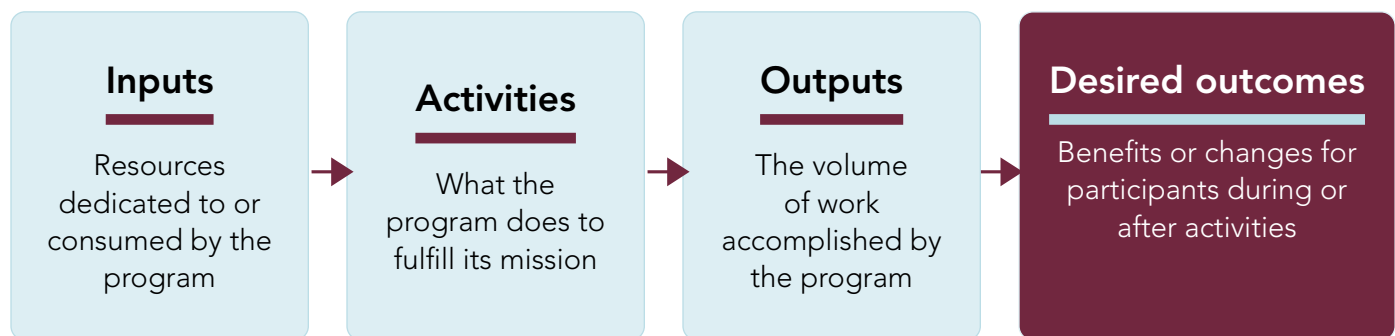 Inputs
Resources
dedicated to or
consumed by the
program
Activities
What the
program does to
fulfill its mission
Outputs
The volume
of work
accomplished by
the program
Desired outcomes
Benefits or changes for
participants during or
after activities